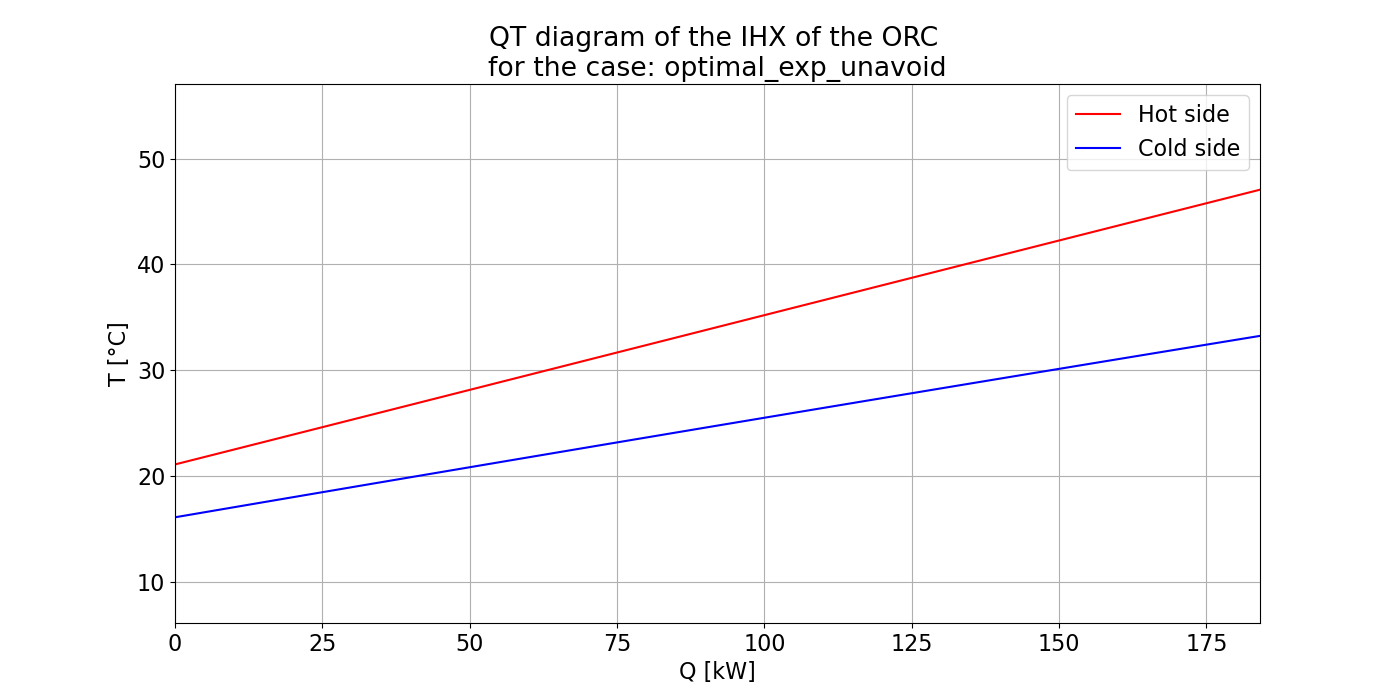 QT diagram of the IHX of the ORC
for the case: optimal_exp_unavoid
Hot side
Cold side
T [°C]
50
40
30
20
10
0 25 50 75 100 125 150 175
Q [kW]